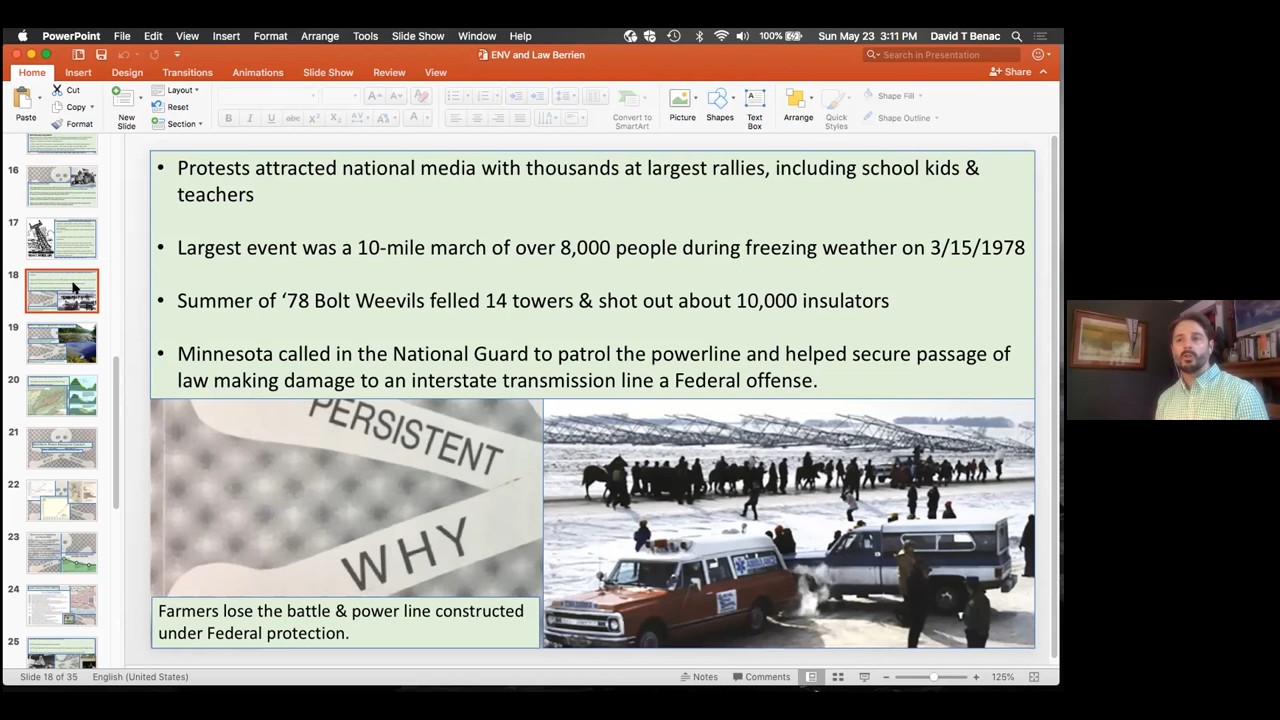 PowerPoint File Edit View Insert Format Arrange Tools Slide Show Window Help 100% Sun May 23 3:11 PM David T Benac
ENV and Law Berrien
Search in Presentation
Home Insert Design Transitions Animations Slide Show Review View
Share
Paste
Cut
Copy
Format
New Slide
Layout
Reset
Section
B I U abc X² X₂ AV Aa A
Convert to SmartArt
Picture
Shapes
Text Box
Arrange
Quick Styles
Shape Fill
Shape Outline
16
17
18
19
20
21
22
23
24
25
• Protests attracted national media with thousands at largest rallies, including school kids &
teachers
• Largest event was a 10-mile march of over 8,000 people during freezing weather on 3/15/1978
• Summer of ‘78 Bolt Weevils felled 14 towers & shot out about 10,000 insulators
• Minnesota called in the National Guard to patrol the powerline and helped secure passage of
law making damage to an interstate transmission line a Federal offense.
PERSISTENT
WHY
Farmers lose the battle & power line constructed
under Federal protection.
Slide 18 of 35 English (United States) Notes Comments 125%